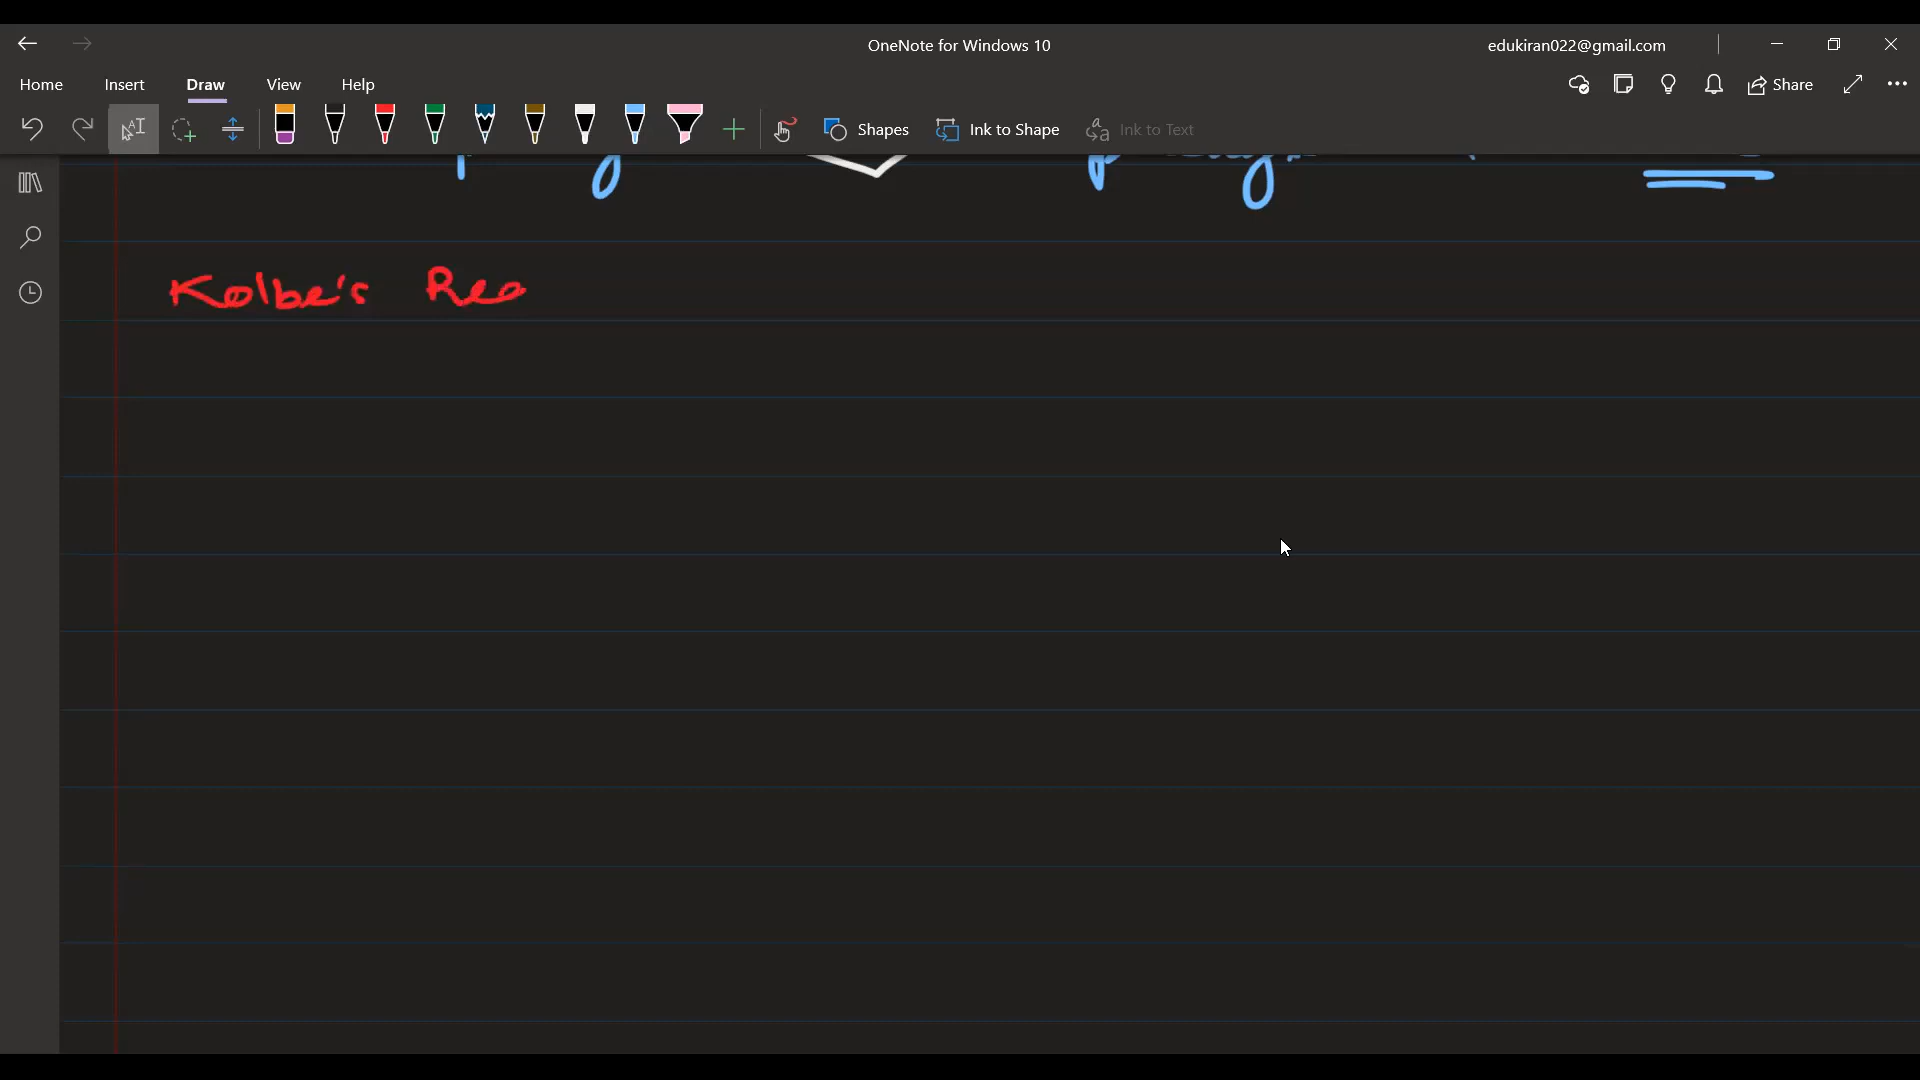 OneNote for Windows 10
edukiran022@gmail.com
Home Insert Draw View Help
Share
Shapes Ink to Shape Ink to Text
Kolbe's Rea